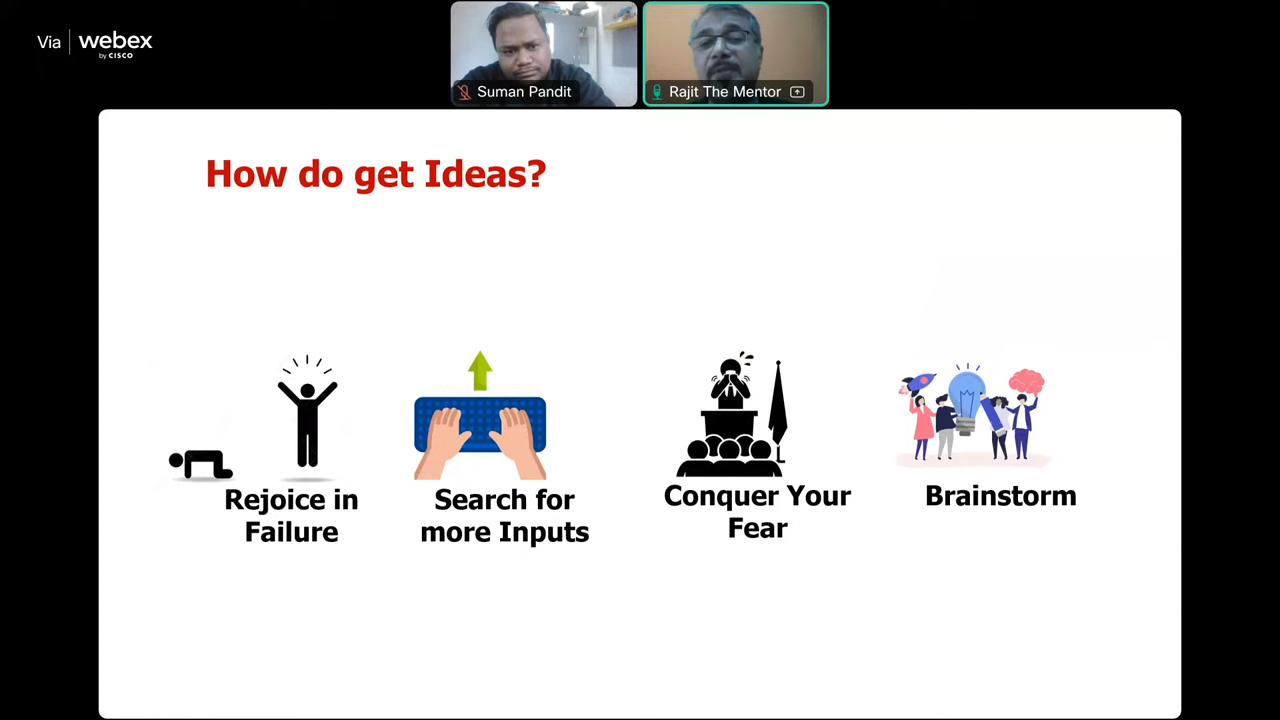 Via webex
by CISCO
Suman Pandit
Rajit The Mentor
How do get Ideas?
Rejoice in
Failure
Search for
more Inputs
Conquer Your
Fear
Brainstorm